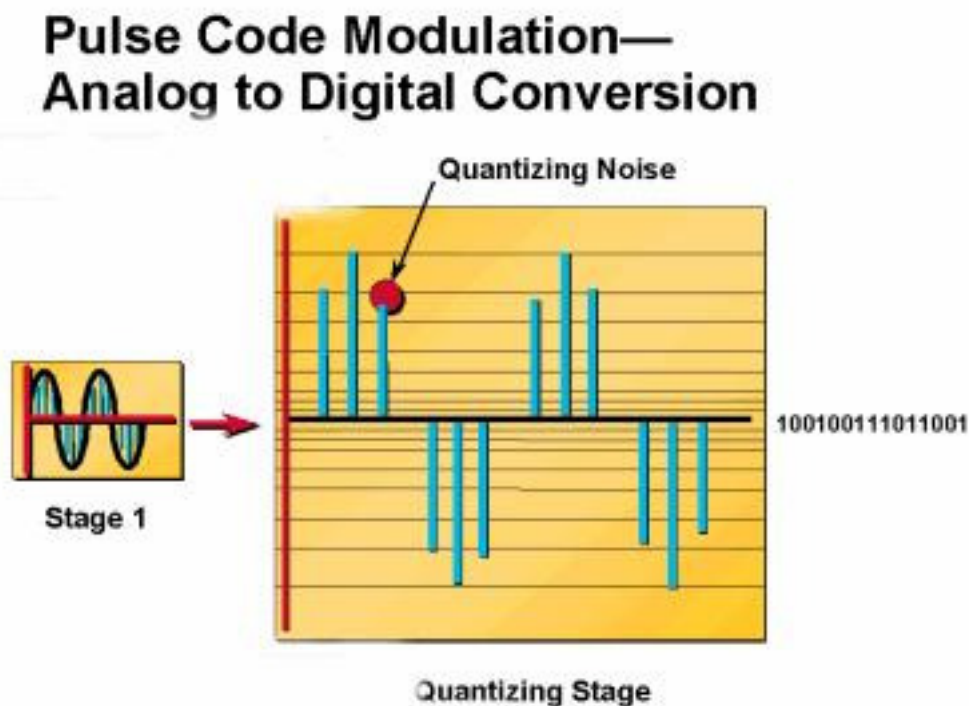 Pulse Code Modulation—
Analog to Digital Conversion
Quantizing Noise
100100111011001
Stage 1
Quantizing Stage